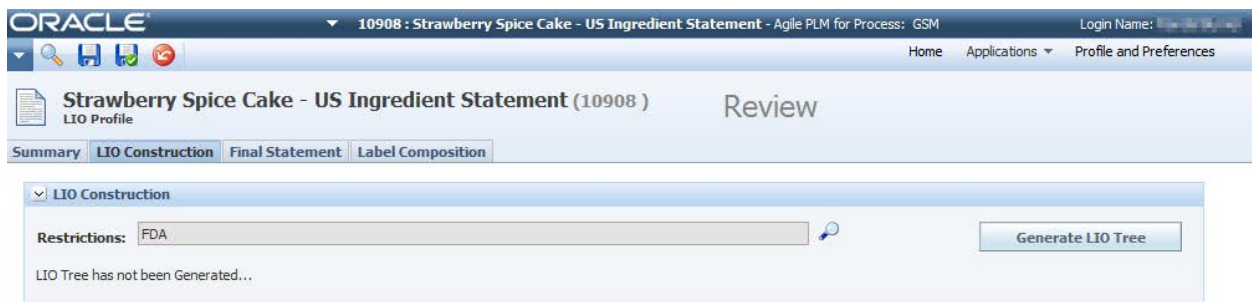 ORACLE
10908 : Strawberry Spice Cake - US Ingredient Statement - Agile PLM for Process: GSM
Login Name:
Home Applications Profile and Preferences
Strawberry Spice Cake - US Ingredient Statement (10908 )
Review
LIO Profile
Summary LIO Construction Final Statement Label Composition
LIO Construction
Restrictions: FDA
Generate LIO Tree
LIO Tree has not been Generated...